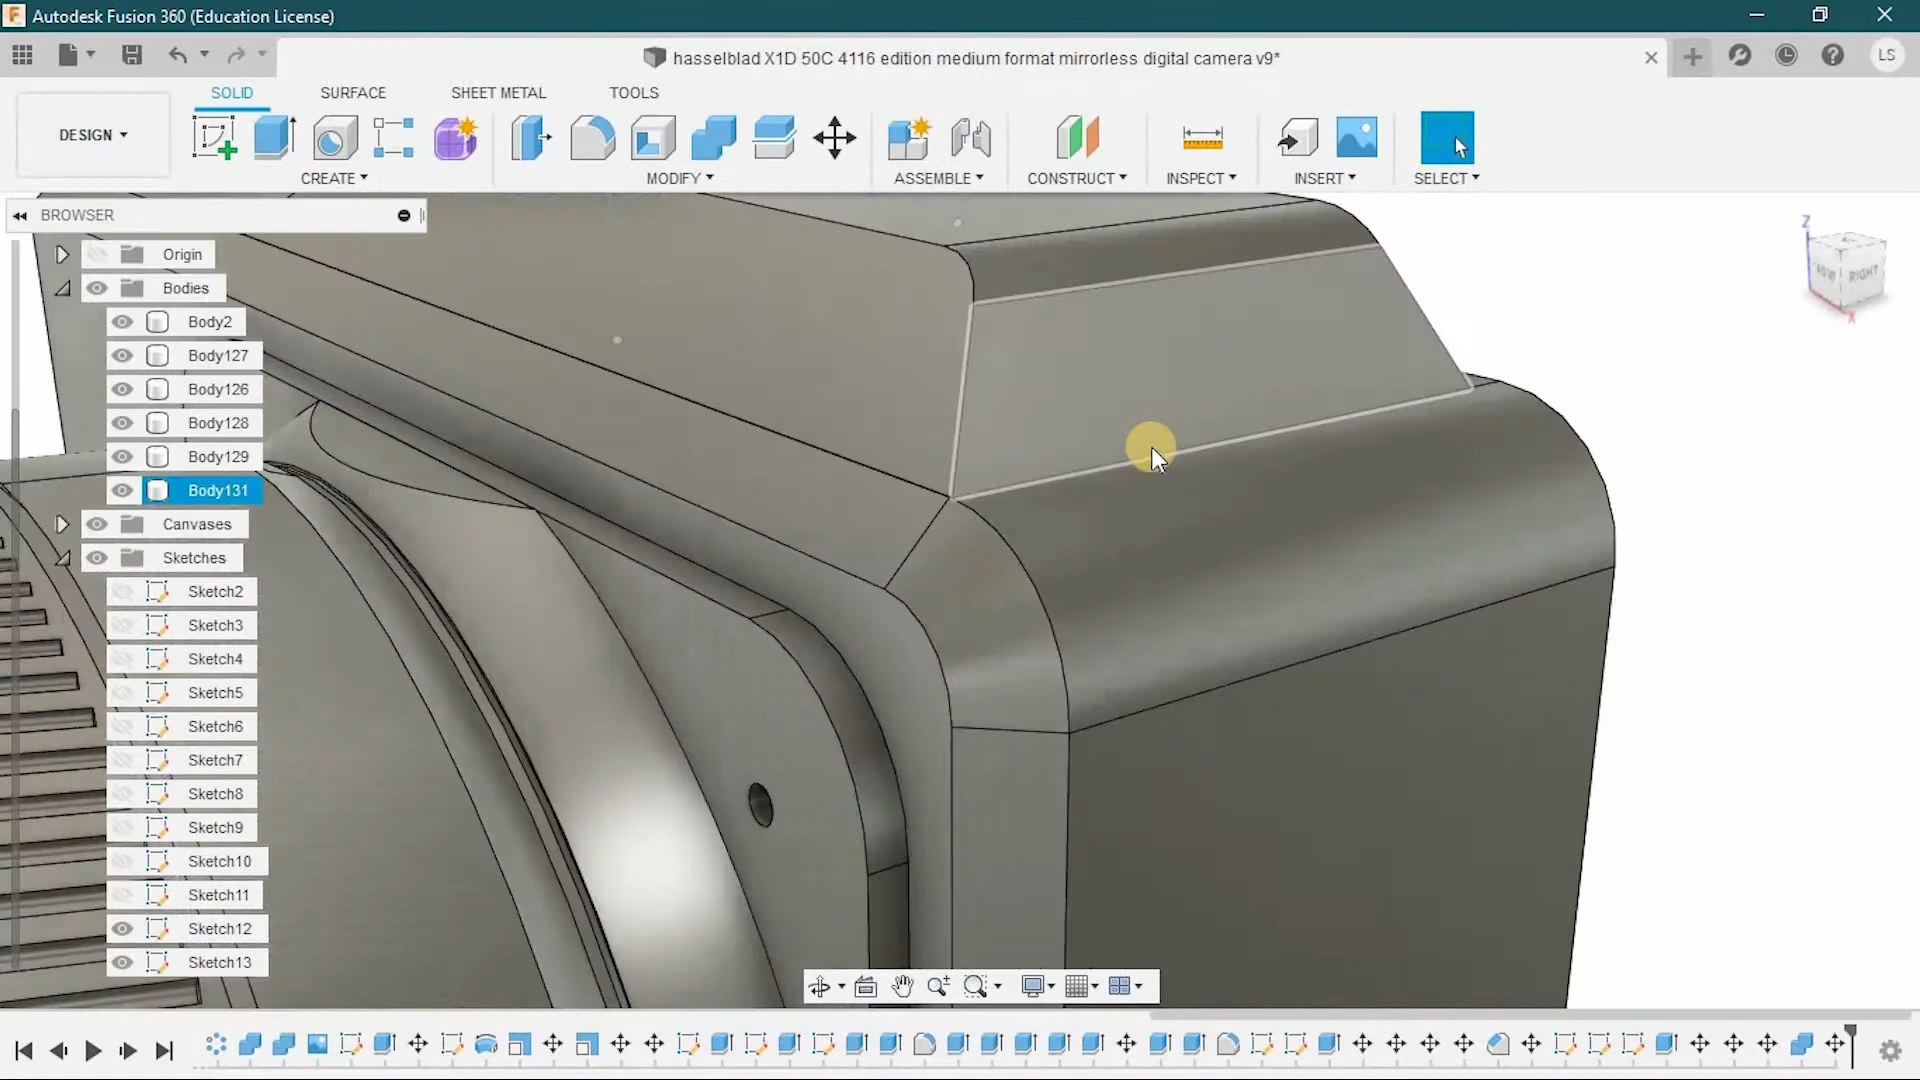 Autodesk Fusion 360 (Education License)
hasselblad X1D 50C 4116 edition medium format mirrorless digital camera v9*
LS
SOLID
SURFACE
SHEET METAL
TOOLS
DESIGN
CREATE
MODIFY
ASSEMBLE
CONSTRUCT
INSPECT
INSERT
SELECT
BROWSER
Origin
Bodies
Body2
Body127
Body126
Body128
Body129
Body131
Canvases
Sketches
Sketch2
Sketch3
Sketch4
Sketch5
Sketch6
Sketch7
Sketch8
Sketch9
Sketch10
Sketch11
Sketch12
Sketch13
Z
RIGHT
X